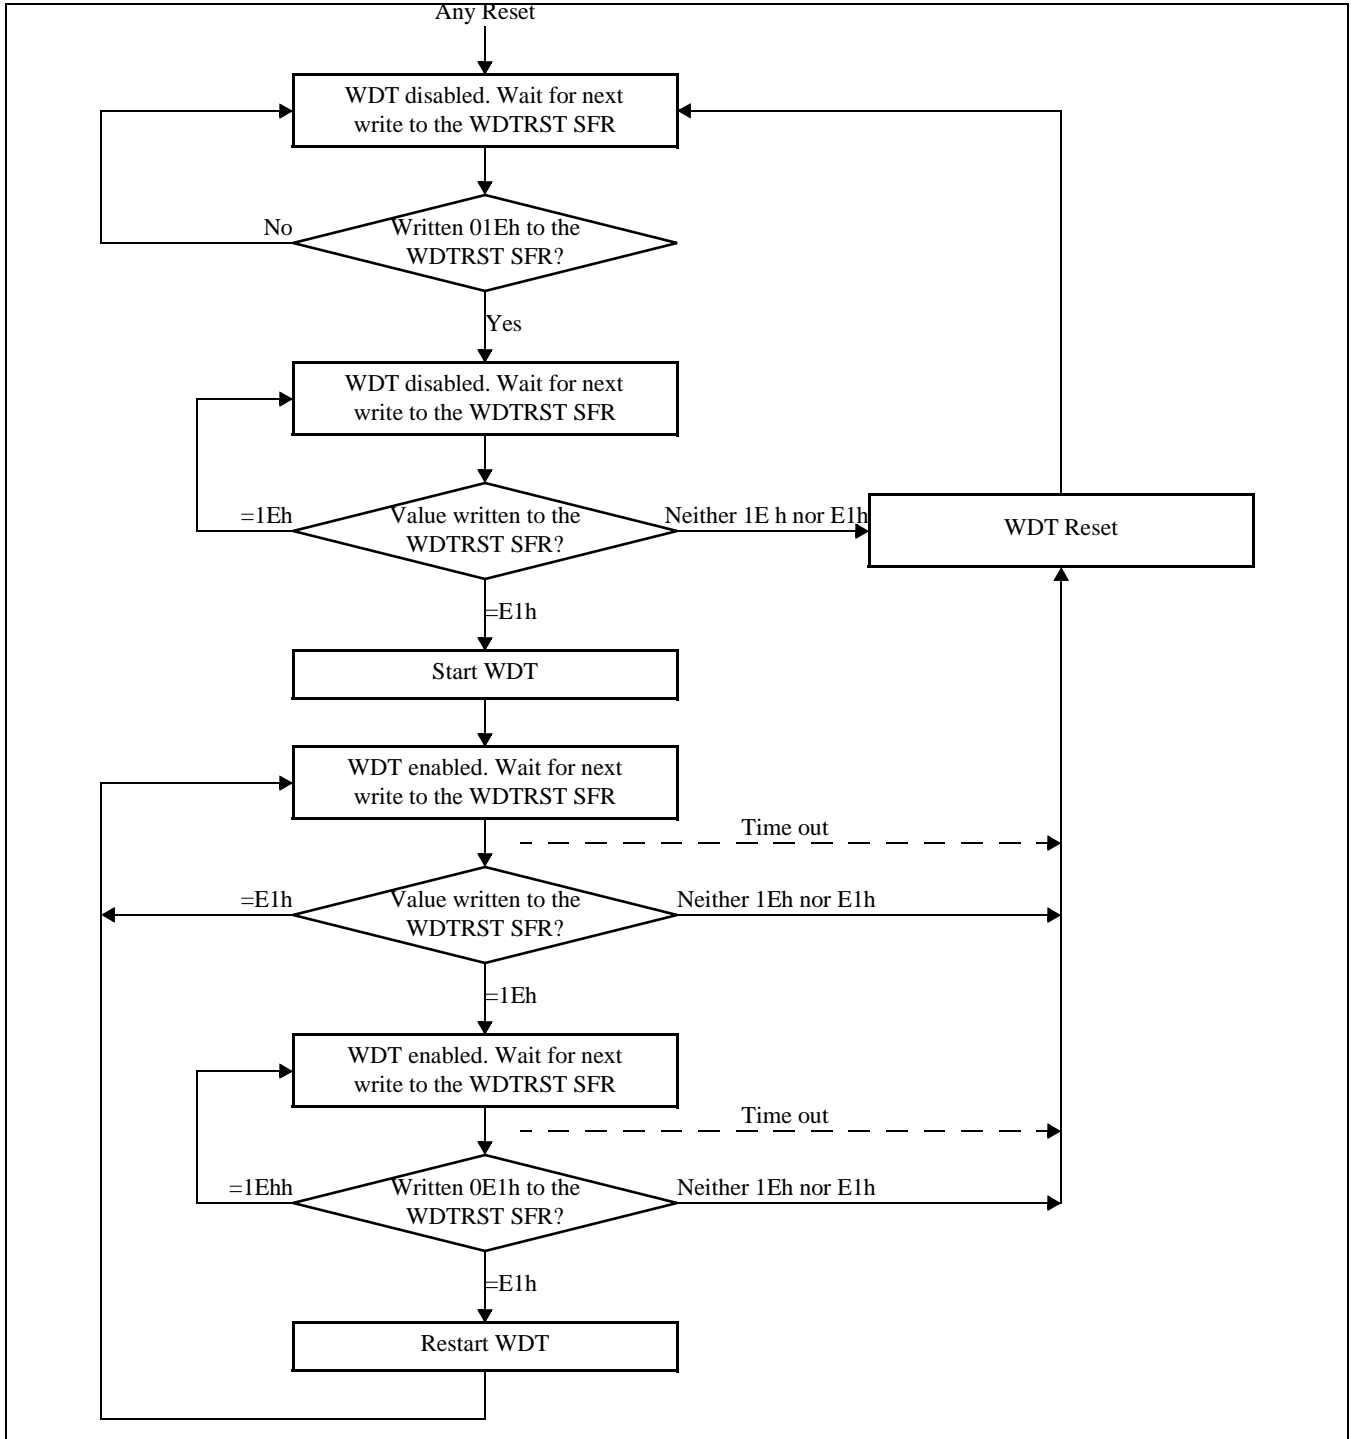 Any Reset
WDT disabled. Wait for next
write to the WDTRST SFR
No
Written 01Eh to the
WDTRST SFR?
Yes
WDT disabled. Wait for next
write to the WDTRST SFR
=1Eh
Value written to the
WDTRST SFR?
Neither 1E h nor E1h
WDT Reset
=E1h
Start WDT
WDT enabled. Wait for next
write to the WDTRST SFR
Time out
=E1h
Value written to the
WDTRST SFR?
Neither 1Eh nor E1h
=1Eh
WDT enabled. Wait for next
write to the WDTRST SFR
Time out
=1Ehh
Written 0E1h to the
WDTRST SFR?
Neither 1Eh nor E1h
=E1h
Restart WDT